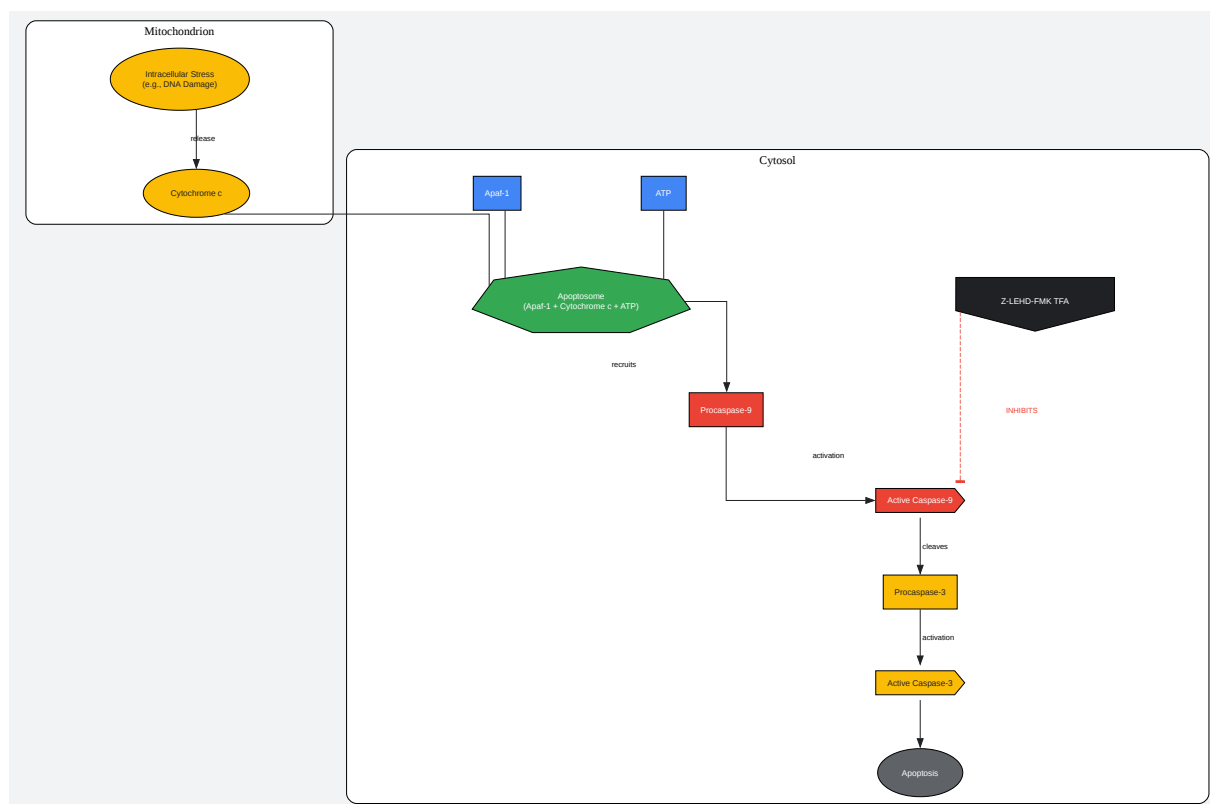 Mitochondrion
Intracellular Stress
(e.g., DNA Damage)
release
Cytochrome c
Cytosol
Apaf-1
ATP
Apoptosome
(Apaf-1 + Cytochrome c + ATP)
Z-LEHD-FMK TFA
recruits
Procaspase-9
INHIBITS
activation
Active Caspase-9
cleaves
Procaspase-3
activation
Active Caspase-3
Apoptosis